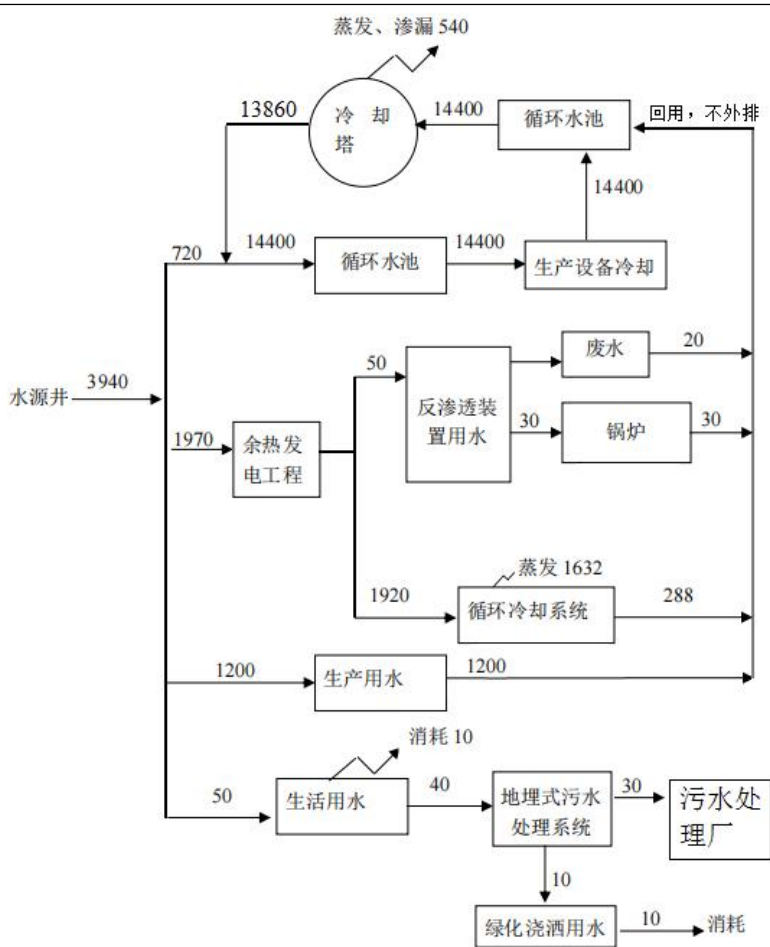 蒸发、渗漏 540
13860
冷却
塔
14400
循环水池
回用，不外排
14400
720
14400
循环水池
14400
生产设备冷却
水源井
3940
1970
余热发
电工程
50
反渗透装
置用水
废水
20
30
锅炉
30
蒸发 1632
1920
循环冷却系统
288
1200
生产用水
1200
消耗 10
50
生活用水
40
地埋式污水
处理系统
30
污水处
理厂
10
绿化浇洒用水
10
消耗